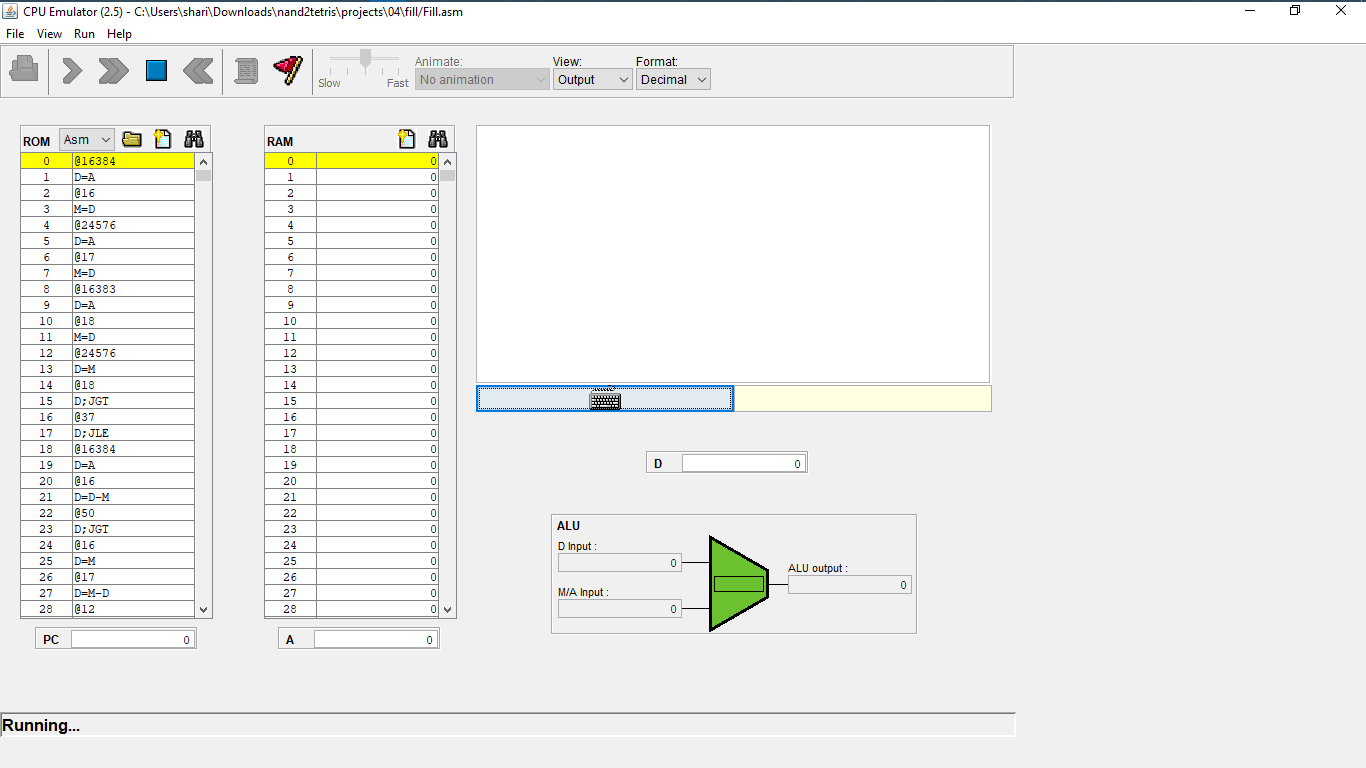 CPU Emulator (2.5) - C:\Users\shari\Downloads\nand2tetris\projects\04\fill/Fill.asm
File View Run Help
Slow Fast
Animate:
No animation
View:
Output
Format:
Decimal
ROM Asm
0 @16384
1 D=A
2 @16
3 M=D
4 @24576
5 D=A
6 @17
7 M=D
8 @16383
9 D=A
10 @18
11 M=D
12 @24576
13 D=M
14 @18
15 D;JGT
16 @37
17 D;JLE
18 @16384
19 D=A
20 @16
21 D=D-M
22 @50
23 D;JGT
24 @16
25 D=M
26 @17
27 D=M-D
28 @12
PC 0
RAM
0 0
1 0
2 0
3 0
4 0
5 0
6 0
7 0
8 0
9 0
10 0
11 0
12 0
13 0
14 0
15 0
16 0
17 0
18 0
19 0
20 0
21 0
22 0
23 0
24 0
25 0
26 0
27 0
28 0
A 0
D 0
ALU
D Input :
0
M/A Input :
0
ALU output :
0
Running...